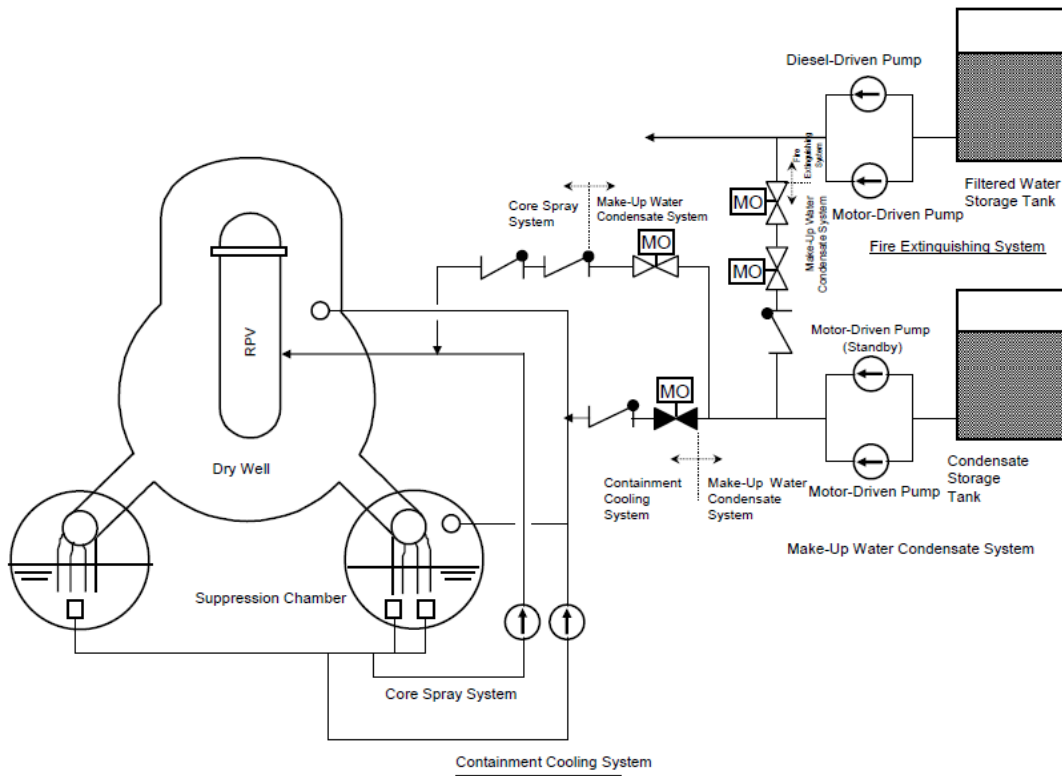 Diesel-Driven Pump
Fire
Extinguishing
System
Core Spray
System
Make-Up Water
Condensate System
MO
MO
MO
Make-Up Water
Condensate System
Filtered Water
Storage Tank
Motor-Driven Pump
Fire Extinguishing System
RPV
Motor-Driven Pump
(Standby)
MO
Dry Well
Containment
Cooling
System
Make-Up Water
Condensate
System
Condensate
Storage
Tank
Motor-Driven Pump
Make-Up Water Condensate System
Suppression Chamber
Core Spray System
Containment Cooling System